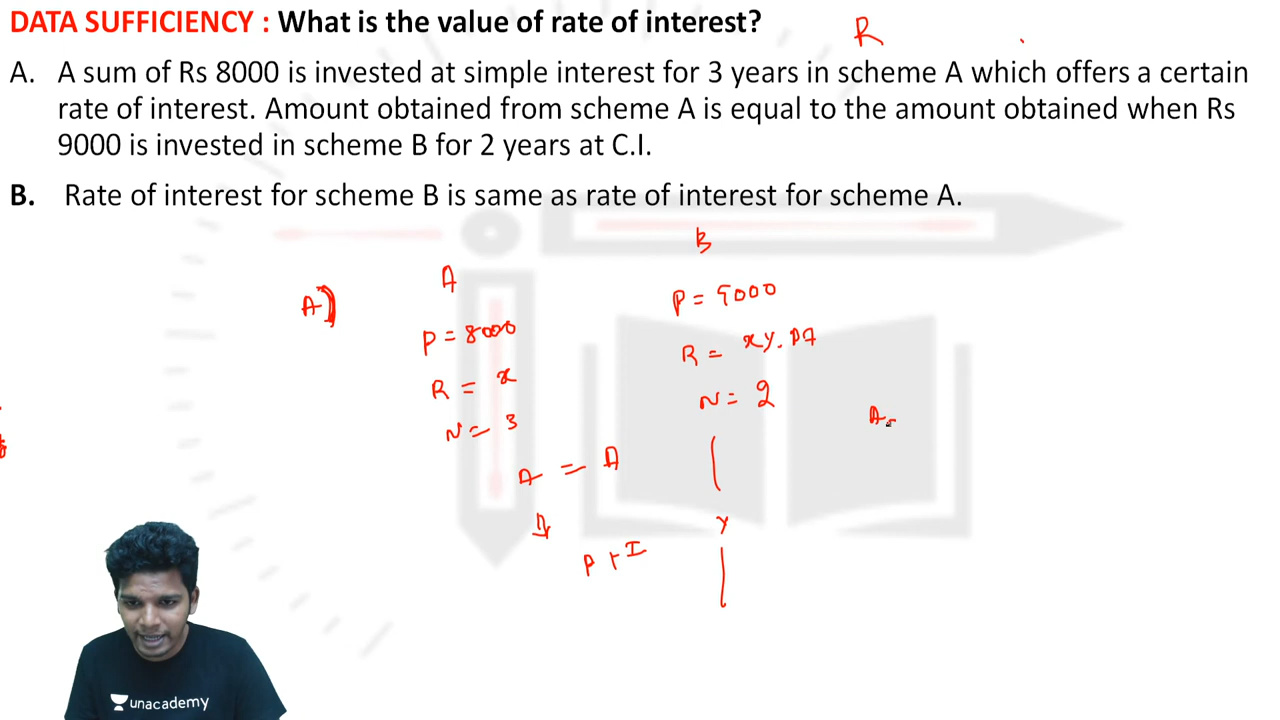 DATA SUFFICIENCY : What is the value of rate of interest?
R
A. A sum of Rs 8000 is invested at simple interest for 3 years in scheme A which offers a certain
rate of interest. Amount obtained from scheme A is equal to the amount obtained when Rs
9000 is invested in scheme B for 2 years at C.I.
B. Rate of interest for scheme B is same as rate of interest for scheme A.
A)
A
P = 8000
R = x
N = 3
B
P = 9000
R =
N = 2
A = A
P + I
Y
A
unacademy